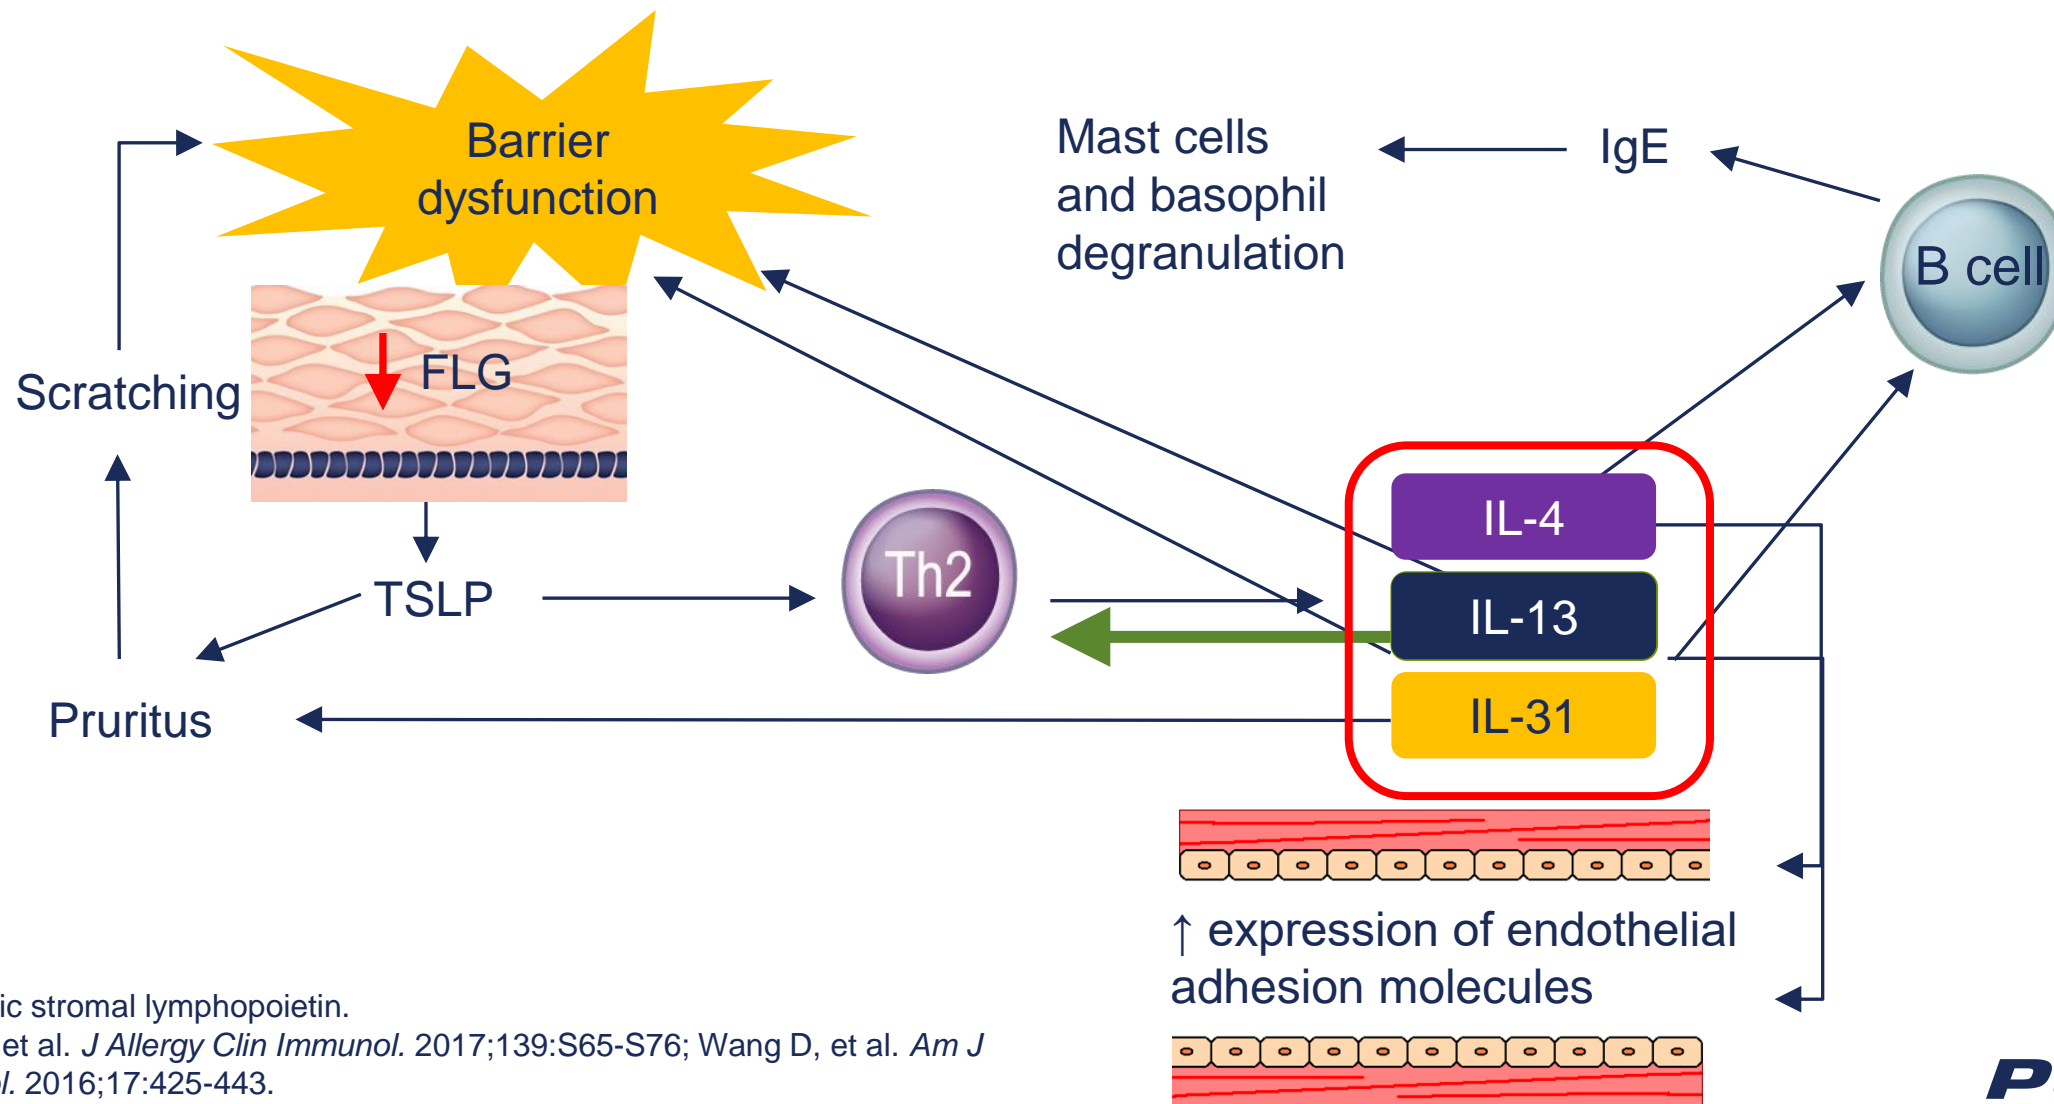 Barrier
dysfunction
Mast cells
and basophil
degranulation
IgE
B cell
FLG
Scratching
IL-4
Th2
TSLP
IL-13
Pruritus
IL-31
↑ expression of endothelial
adhesion molecules
stromal lymphopoietin.
et al. J Allergy Clin Immunol. 2017;139:S65-S76; Wang D, et al. Am J
2016;17:425-443.
P